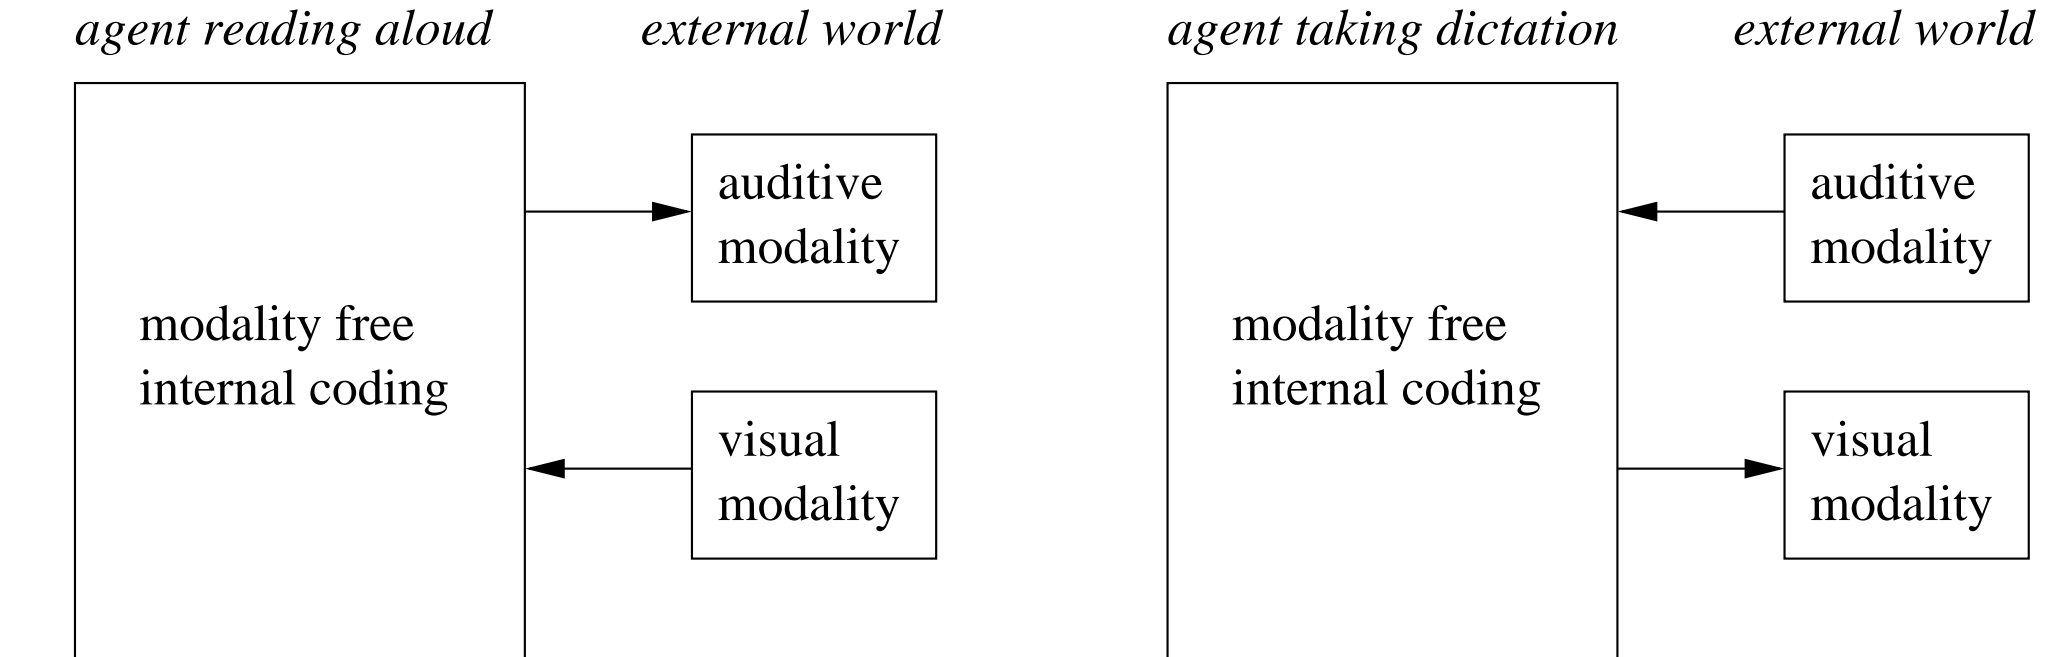 agent reading aloud
external world
auditive
modality
modality free
internal coding
visual
modality
agent taking dictation
external world
auditive
modality
modality free
internal coding
visual
modality